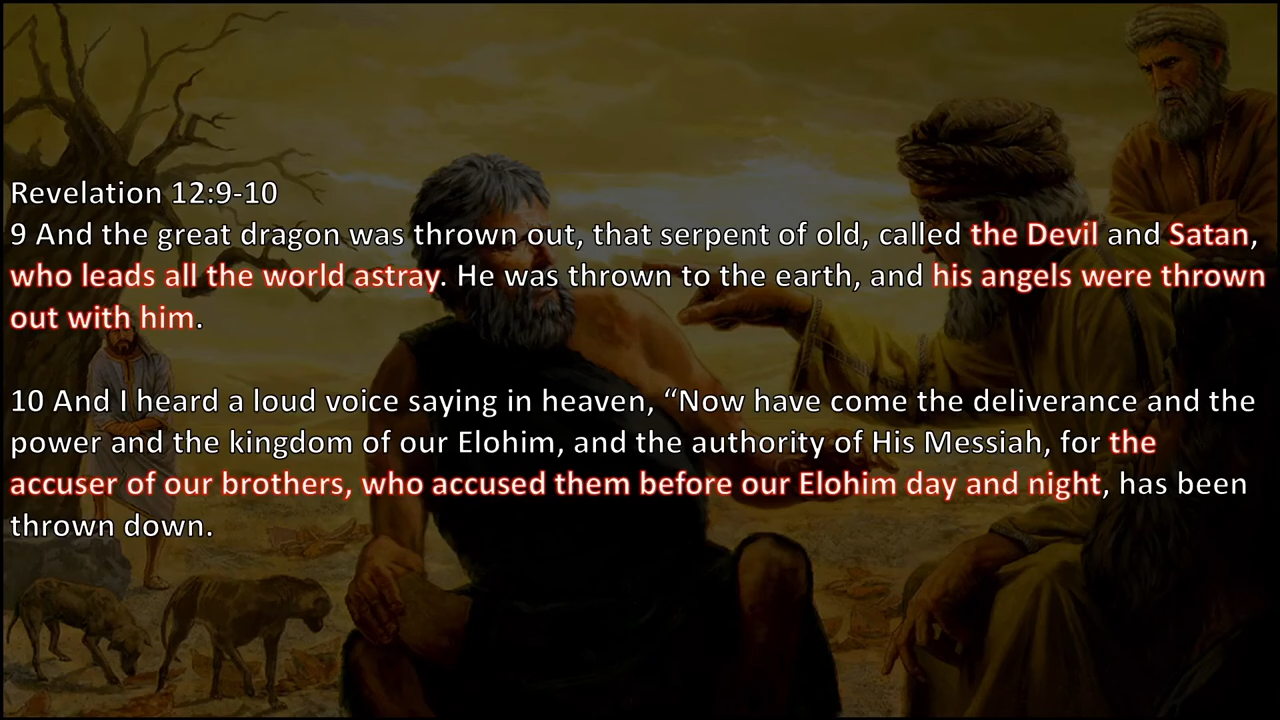 Revelation 12:9-10
9 And the great dragon was thrown out, that serpent of old, called the Devil and Satan,
who leads all the world astray. He was thrown to the earth, and his angels were thrown
out with him.
10 And I heard a loud voice saying in heaven, “Now have come the deliverance and the
power and the kingdom of our Elohim, and the authority of His Messiah, for the
accuser of our brothers, who accused them before our Elohim day and night, has been
thrown down.